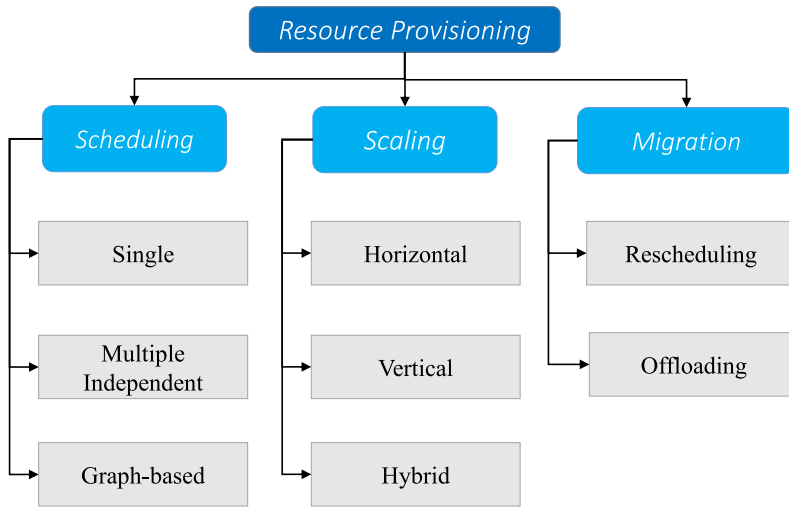 Resource Provisioning
Scheduling
Scaling
Migration
Single
Horizontal
Rescheduling
Multiple
Independent
Vertical
Offloading
Graph-based
Hybrid